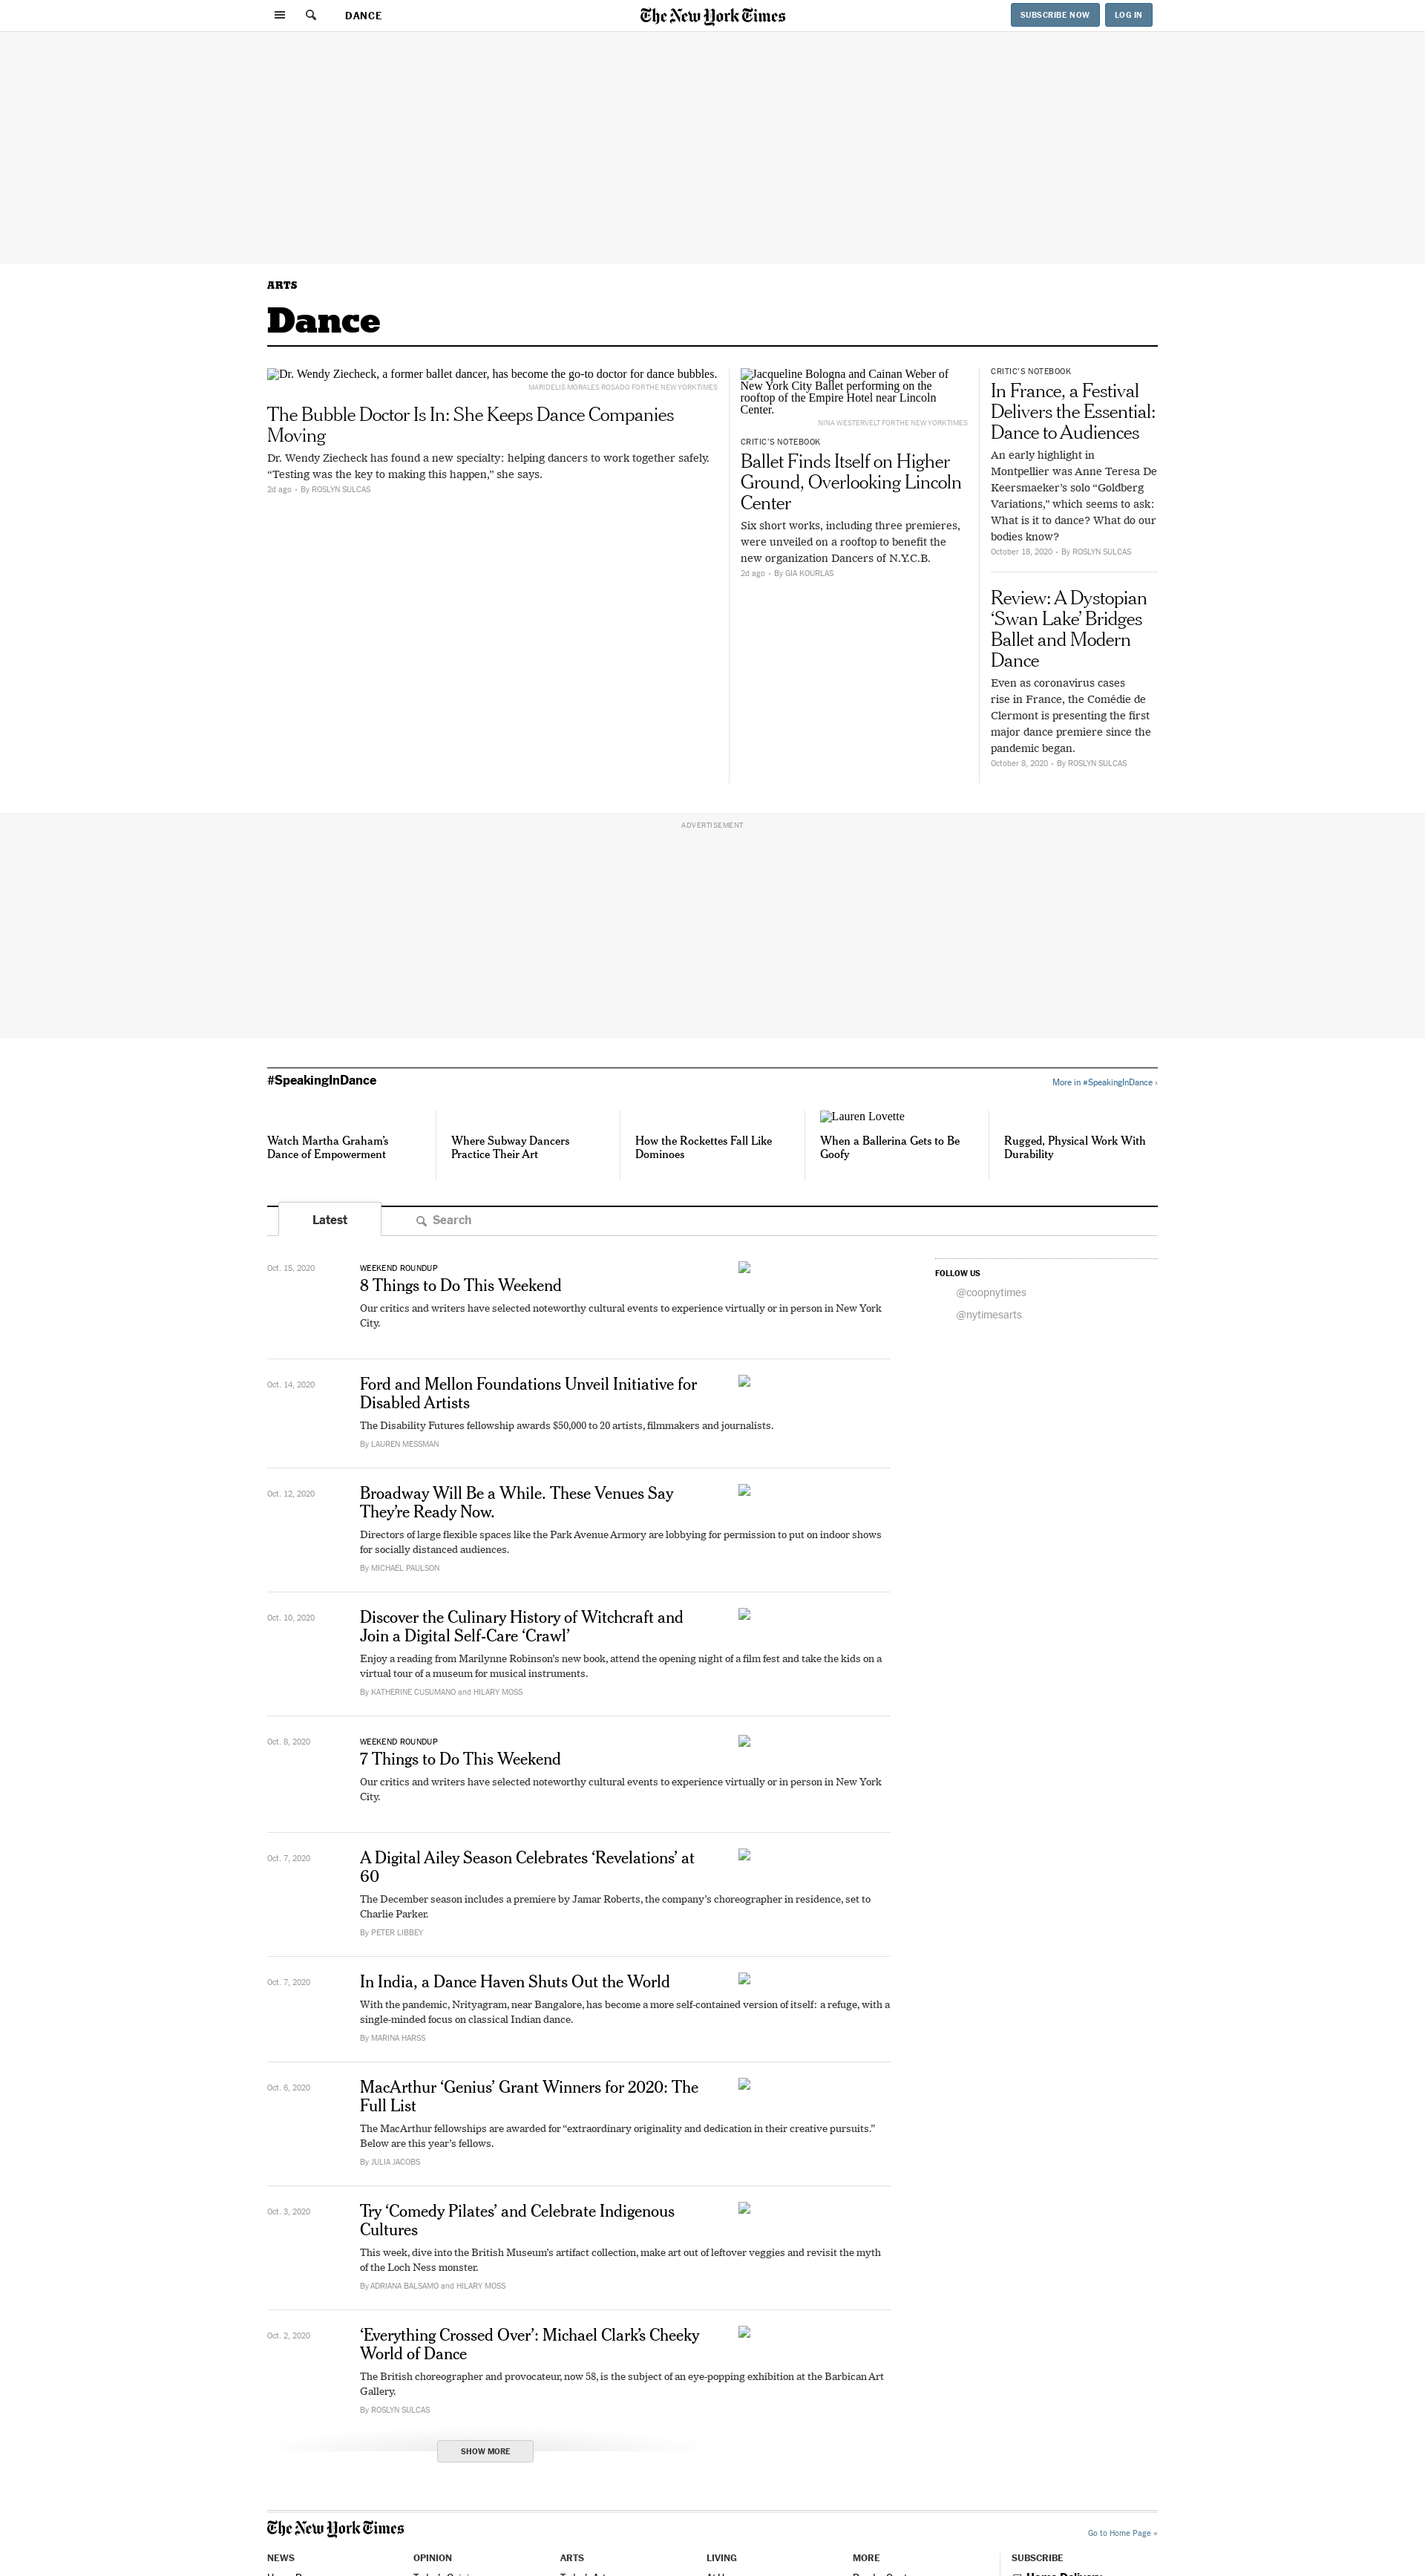 DANCE
The New York Times
SUBSCRIBE NOW
LOG IN
ARTS
Dance
Dr. Wendy Ziecheck, a former ballet dancer, has become the go-to doctor for dance bubbles.
MARIDELIS MORALES ROSADO FOR THE NEW YORK TIMES
The Bubble Doctor Is In: She Keeps Dance Companies
Moving
Dr. Wendy Ziecheck has found a new specialty: helping dancers to work together safely.
“Testing was the key to making this happen,” she says.
2d ago • By ROSLYN SULCAS
Jacqueline Bologna and Cainan Weber of
New York City Ballet performing on the
rooftop of the Empire Hotel near Lincoln
Center.
NINA WESTERVELT FOR THE NEW YORK TIMES
CRITIC’S NOTEBOOK
Ballet Finds Itself on Higher
Ground, Overlooking Lincoln
Center
Six short works, including three premieres,
were unveiled on a rooftop to benefit the
new organization Dancers of N.Y.C.B.
2d ago • By GIA KOURLAS
CRITIC’S NOTEBOOK
In France, a Festival
Delivers the Essential:
Dance to Audiences
An early highlight in
Montpellier was Anne Teresa De
Keersmaeker’s solo “Goldberg
Variations,” which seems to ask:
What is it to dance? What do our
bodies know?
October 18, 2020 • By ROSLYN SULCAS
Review: A Dystopian
‘Swan Lake’ Bridges
Ballet and Modern
Dance
Even as coronavirus cases
rise in France, the Comédie de
Clermont is presenting the first
major dance premiere since the
pandemic began.
October 8, 2020 • By ROSLYN SULCAS
ADVERTISEMENT
#SpeakingInDance
More in #SpeakingInDance ›
Watch Martha Graham’s
Dance of Empowerment
Where Subway Dancers
Practice Their Art
How the Rockettes Fall Like
Dominoes
Lauren Lovette
When a Ballerina Gets to Be
Goofy
Rugged, Physical Work With
Durability
Latest
Search
Oct. 15, 2020
WEEKEND ROUNDUP
8 Things to Do This Weekend
Our critics and writers have selected noteworthy cultural events to experience virtually or in person in New York
City.
FOLLOW US
@coopnytimes
@nytimesarts
Oct. 14, 2020
Ford and Mellon Foundations Unveil Initiative for
Disabled Artists
The Disability Futures fellowship awards $50,000 to 20 artists, filmmakers and journalists.
By LAUREN MESSMAN
Oct. 12, 2020
Broadway Will Be a While. These Venues Say
They’re Ready Now.
Directors of large flexible spaces like the Park Avenue Armory are lobbying for permission to put on indoor shows
for socially distanced audiences.
By MICHAEL PAULSON
Oct. 10, 2020
Discover the Culinary History of Witchcraft and
Join a Digital Self-Care ‘Crawl’
Enjoy a reading from Marilynne Robinson’s new book, attend the opening night of a film fest and take the kids on a
virtual tour of a museum for musical instruments.
By KATHERINE CUSUMANO and HILARY MOSS
Oct. 8, 2020
WEEKEND ROUNDUP
7 Things to Do This Weekend
Our critics and writers have selected noteworthy cultural events to experience virtually or in person in New York
City.
Oct. 7, 2020
A Digital Ailey Season Celebrates ‘Revelations’ at
60
The December season includes a premiere by Jamar Roberts, the company’s choreographer in residence, set to
Charlie Parker.
By PETER LIBBEY
Oct. 7, 2020
In India, a Dance Haven Shuts Out the World
With the pandemic, Nrityagram, near Bangalore, has become a more self-contained version of itself: a refuge, with a
single-minded focus on classical Indian dance.
By MARINA HARSS
Oct. 6, 2020
MacArthur ‘Genius’ Grant Winners for 2020: The
Full List
The MacArthur fellowships are awarded for “extraordinary originality and dedication in their creative pursuits.”
Below are this year’s fellows.
By JULIA JACOBS
Oct. 3, 2020
Try ‘Comedy Pilates’ and Celebrate Indigenous
Cultures
This week, dive into the British Museum’s artifact collection, make art out of leftover veggies and revisit the myth
of the Loch Ness monster.
By ADRIANA BALSAMO and HILARY MOSS
Oct. 2, 2020
‘Everything Crossed Over’: Michael Clark’s Cheeky
World of Dance
The British choreographer and provocateur, now 58, is the subject of an eye-popping exhibition at the Barbican Art
Gallery.
By ROSLYN SULCAS
SHOW MORE
The New York Times
Go to Home Page »
NEWS
OPINION
ARTS
LIVING
MORE
SUBSCRIBE